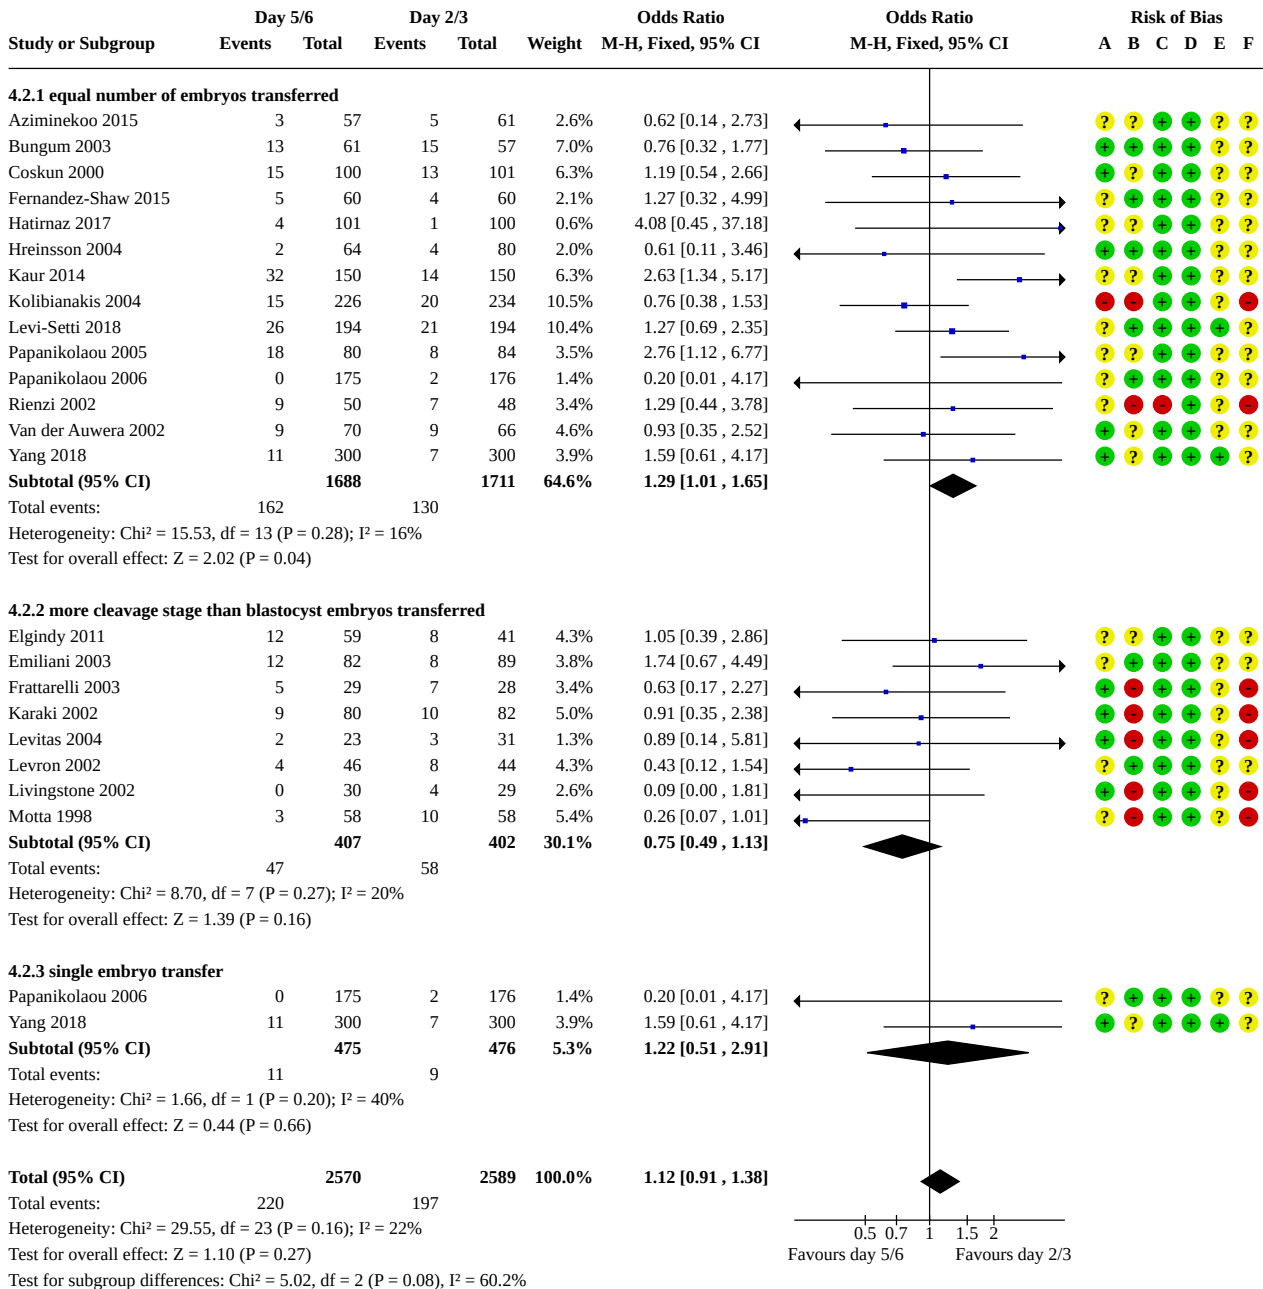 Day 5/6 Day 2/3 Odds Ratio Odds Ratio Risk of Bias
Study or Subgroup Events Total Events Total Weight M-H, Fixed, 95% CI M-H, Fixed, 95% CI A B C D E F
4.2.1 equal number of embryos transferred
Aziminekoo 2015 3 57 5 61 2.6% 0.62 [0.14 , 2.73] ? ? + + ? ?
Bungum 2003 13 61 15 57 7.0% 0.76 [0.32 , 1.77] + + + + ? ?
Coskun 2000 15 100 13 101 6.3% 1.19 [0.54 , 2.66] + ? + + ? ?
Fernandez-Shaw 2015 5 60 4 60 2.1% 1.27 [0.32 , 4.99] ? + + + ? ?
Hatirnaz 2017 4 101 1 100 0.6% 4.08 [0.45 , 37.18] ? ? + + ? ?
Hreinsson 2004 2 64 4 80 2.0% 0.61 [0.11 , 3.46] + + + + ? ?
Kaur 2014 32 150 14 150 6.3% 2.63 [1.34 , 5.17] ? ? + + ? ?
Kolibianakis 2004 15 226 20 234 10.5% 0.76 [0.38 , 1.53] - - + + ? -
Levi-Setti 2018 26 194 21 194 10.4% 1.27 [0.69 , 2.35] ? + + + + ?
Papanikolaou 2005 18 80 8 84 3.5% 2.76 [1.12 , 6.77] ? ? + + ? ?
Papanikolaou 2006 0 175 2 176 1.4% 0.20 [0.01 , 4.17] ? + + + ? ?
Rienzi 2002 9 50 7 48 3.4% 1.29 [0.44 , 3.78] ? - - + ? -
Van der Auwera 2002 9 70 9 66 4.6% 0.93 [0.35 , 2.52] + ? + + ? ?
Yang 2018 11 300 7 300 3.9% 1.59 [0.61 , 4.17] + ? + + + ?
Subtotal (95% CI) 1688 1711 64.6% 1.29 [1.01 , 1.65]
Total events: 162 130
Heterogeneity: Chi² = 15.53, df = 13 (P = 0.28); I² = 16%
Test for overall effect: Z = 2.02 (P = 0.04)
4.2.2 more cleavage stage than blastocyst embryos transferred
Elgindy 2011 12 59 8 41 4.3% 1.05 [0.39 , 2.86] ? ? + + ? ?
Emiliani 2003 12 82 8 89 3.8% 1.74 [0.67 , 4.49] ? + + + ? ?
Frattarelli 2003 5 29 7 28 3.4% 0.63 [0.17 , 2.27] + - + + ? -
Karaki 2002 9 80 10 82 5.0% 0.91 [0.35 , 2.38] + - + + ? -
Levitas 2004 2 23 3 31 1.3% 0.89 [0.14 , 5.81] + - + + ? -
Levron 2002 4 46 8 44 4.3% 0.43 [0.12 , 1.54] ? + + + ? ?
Livingstone 2002 0 30 4 29 2.6% 0.09 [0.00 , 1.81] + - + + ? -
Motta 1998 3 58 10 58 5.4% 0.26 [0.07 , 1.01] ? - + + ? -
Subtotal (95% CI) 407 402 30.1% 0.75 [0.49 , 1.13]
Total events: 47 58
Heterogeneity: Chi² = 8.70, df = 7 (P = 0.27); I² = 20%
Test for overall effect: Z = 1.39 (P = 0.16)
4.2.3 single embryo transfer
Papanikolaou 2006 0 175 2 176 1.4% 0.20 [0.01 , 4.17] ? + + + ? ?
Yang 2018 11 300 7 300 3.9% 1.59 [0.61 , 4.17] + ? + + + ?
Subtotal (95% CI) 475 476 5.3% 1.22 [0.51 , 2.91]
Total events: 11 9
Heterogeneity: Chi² = 1.66, df = 1 (P = 0.20); I² = 40%
Test for overall effect: Z = 0.44 (P = 0.66)
Total (95% CI) 2570 2589 100.0% 1.12 [0.91 , 1.38]
Total events: 220 197
Heterogeneity: Chi² = 29.55, df = 23 (P = 0.16); I² = 22%
0.5 0.7 1 1.5 2
Test for overall effect: Z = 1.10 (P = 0.27) Favours day 5/6 Favours day 2/3
Test for subgroup differences: Chi² = 5.02, df = 2 (P = 0.08), I² = 60.2%